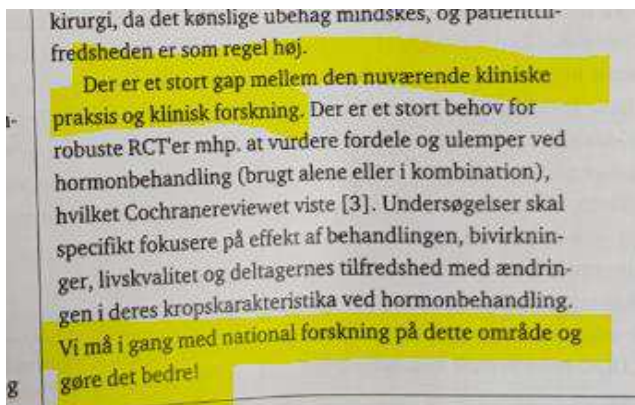 kirurgi, da det kønslige ubehag mindskes, og patienttil-
fredsheden er som regel høj.
Der er et stort gap mellem den nuværende kliniske
praksis og klinisk forskning. Der er et stort behov for
robuste RCT'er mhp. at vurdere fordele og ulemper ved
hormonbehandling (brugt alene eller i kombination),
hvilket Cochranereviewet viste [3]. Undersøgelser skal
specifikt fokusere på effekt af behandlingen, bivirknin-
ger, livskvalitet og deltagernes tilfredshed med ændrin-
gen i deres kropskarakteristika ved hormonbehandling.
Vi må i gang med national forskning på dette område og
gøre det bedre!